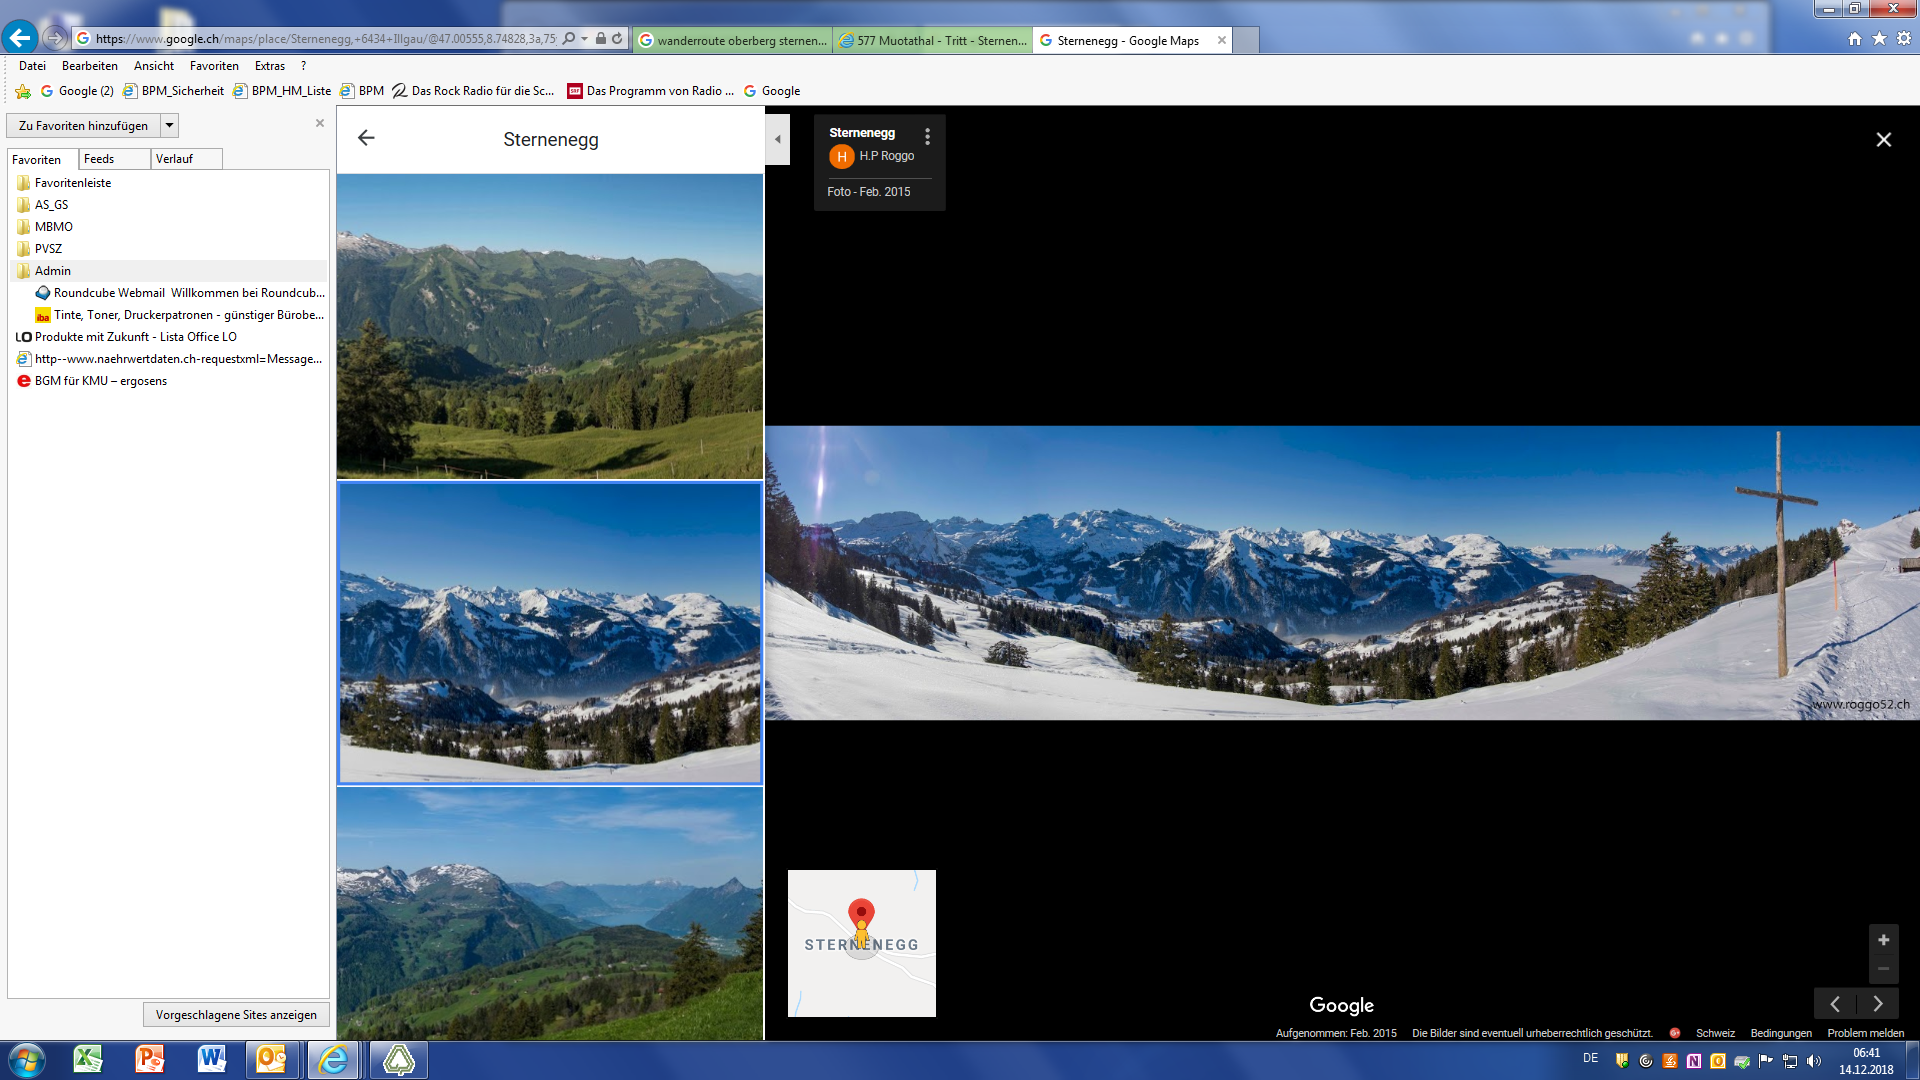 https://www.google.ch/maps/place/Sternenegg,+6434+Illgau/@47.00555,8.74828,3a,75
wanderroute oberberg sternen...
577 Muotathal - Tritt - Sternen...
Sternenegg - Google Maps
Datei Bearbeiten Ansicht Favoriten Extras ?
Google (2) BPM_Sicherheit BPM_HM_Liste BPM Das Rock Radio für die Sc... Das Programm von Radio ... Google
Zu Favoriten hinzufügen
Favoriten Feeds Verlauf
Favoritenleiste
AS_GS
MBMO
PVSZ
Admin
Roundcube Webmail Willkommen bei Roundcub...
iba Tinte, Toner, Druckerpatronen - günstiger Bürobe...
LO Produkte mit Zukunft - Lista Office LO
http--www.naehrwertdaten.ch-requestxml=Message...
BGM für KMU – ergosens
Vorgeschlagene Sites anzeigen
Sternenegg
Sternenegg
H H.P Roggo
Foto - Feb. 2015
www.roggo52.ch
STERNENEGG
Google
Aufgenommen: Feb. 2015 Die Bilder sind eventuell urheberrechtlich geschützt. Schweiz Bedingungen Problem melden
DE
06:41
14.12.2018